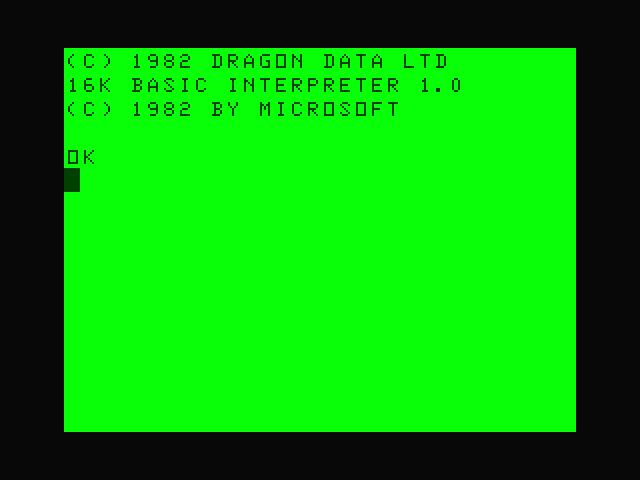 (C) 1982 DRAGON DATA LTD
16K BASIC INTERPRETER 1.0
(C) 1982 BY MICROSOFT
OK